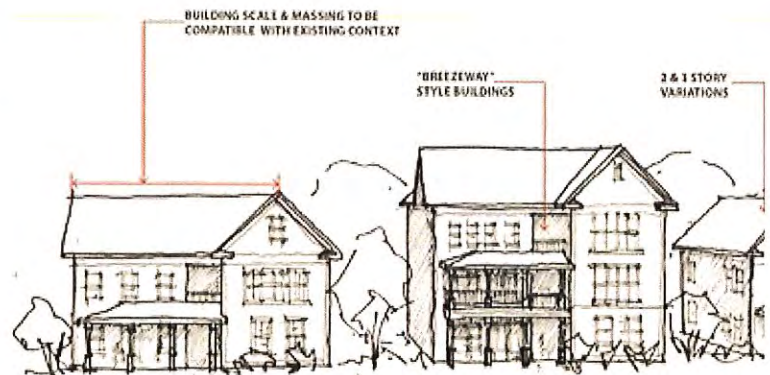 BUILDING SCALE & MASSING TO BE
COMPATIBLE WITH EXISTING CONTEXT
"BREEZEWAY"
STYLE BUILDINGS
2 & 3 STORY
VARIATIONS